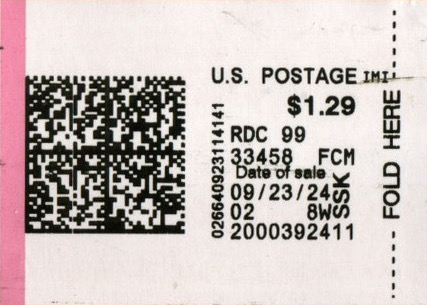 U.S. POSTAGE IMI
$1.29
RDC 99
33458 FCM
Date of sale
09/23/24
02 8W
2000392411
SSK
026640923114141
FOLD HERE